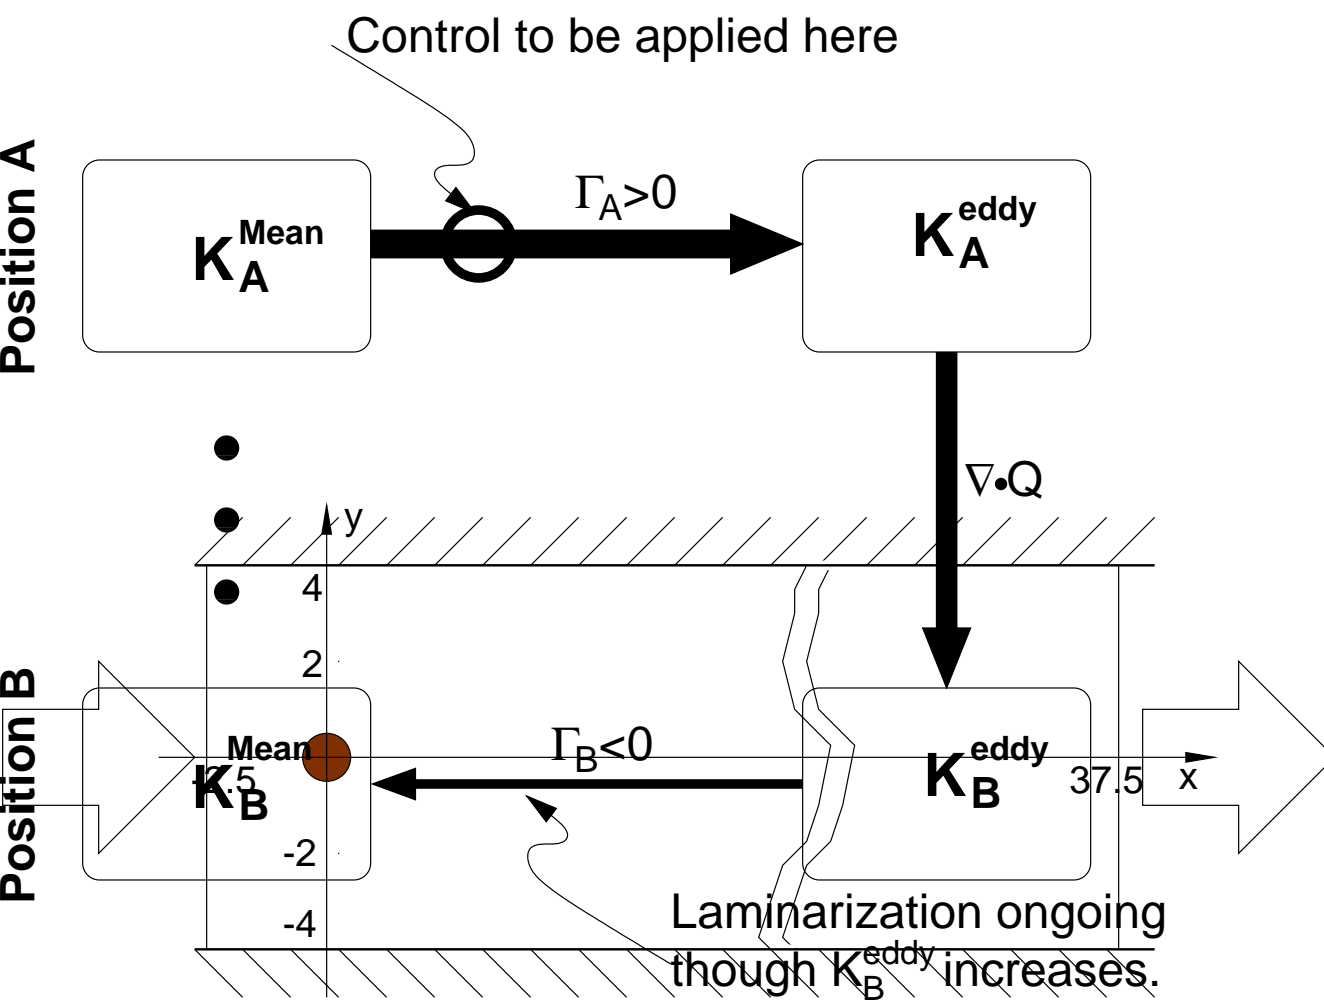 Control to be applied here
Position A
K_A^Mean
Γ_A>0
K_A^eddy
∇•Q
y
4
2
Position B
K_B^Mean
Γ_B<0
K_B^eddy
37.5
x
-2
-4
Laminarization ongoing
though K_B^eddy increases.